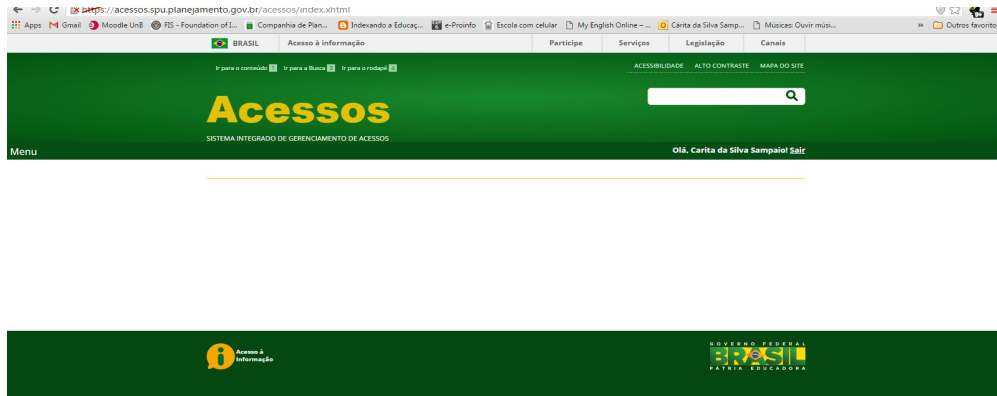 https://acessos.spu.planejamento.gov.br/acessos/index.xhtml
Apps Gmail Moodle UnB FIS - Foundation of I... Companhia de Plan... Indexando a Educaç... e-Proinfo Escola com celular My English Online – ... Cárita da Silva Samp... Músicas: Ouvir músi... » Outros favorito
BRASIL Acesso à informação Participe Serviços Legislação Canais
Ir para o conteúdo 1 Ir para a Busca 3 Ir para o rodapé 4 ACESSIBILIDADE ALTO CONTRASTE MAPA DO SITE
Acessos
SISTEMA INTEGRADO DE GERENCIAMENTO DE ACESSOS
Menu Olá, Carita da Silva Sampaio! Sair
Acesso à
Informação
GOVERNO FEDERAL
BRASIL
PÁTRIA EDUCADORA